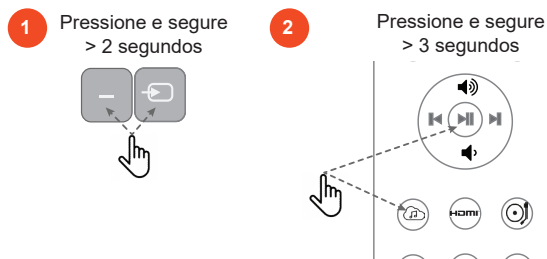 1
Pressione e segure
> 2 segundos
2
Pressione e segure
> 3 segundos
HDMI